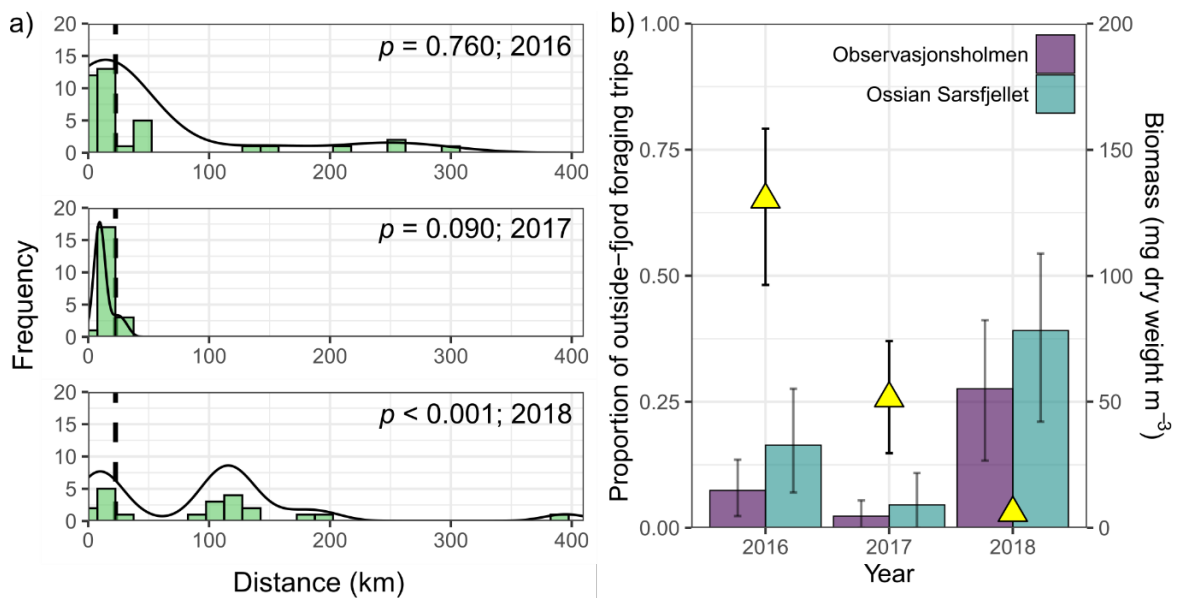 a)
20
15
10
5
0
p = 0.760; 2016
0 100 200 300 400
20
15
10
5
0
p = 0.090; 2017
0 100 200 300 400
20
15
10
5
0
p < 0.001; 2018
0 100 200 300 400
Frequency
Distance (km)
b)
Proportion of outside−fjord foraging trips
1.00
0.75
0.50
0.25
0.00
Observasjonsholmen
Ossian Sarsfjellet
200
150
100
50
0
Biomass (mg dry weight m⁻³)
2016 2017 2018
Year